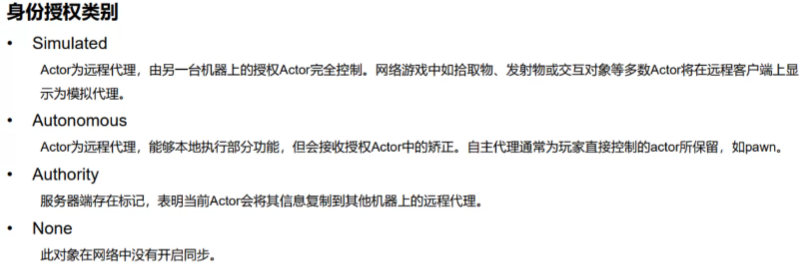 身份授权类别
• Simulated
Actor为远程代理，由另一台机器上的授权Actor完全控制。网络游戏中如拾取物、发射物或交互对象等多数Actor将在远程客户端上显
示为模拟代理。
• Autonomous
Actor为远程代理，能够本地执行部分功能，但会接收授权Actor中的矫正。自主代理通常为玩家直接控制的actor所保留，如pawn。
• Authority
服务器端存在标记，表明当前Actor会将其信息复制到其他机器上的远程代理。
• None
此对象在网络中没有开启同步。